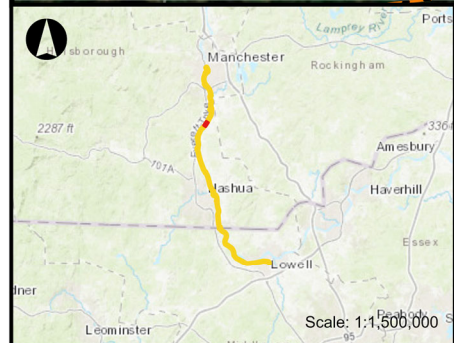 Lamprey River
Ports
Manchester
Rockingham
2287 ft
336
101A
Amesbury
Nashua
Haverhill
Essex
Lowell
dner
Scale: 1:1,500,000
Peabody
Leominster
95